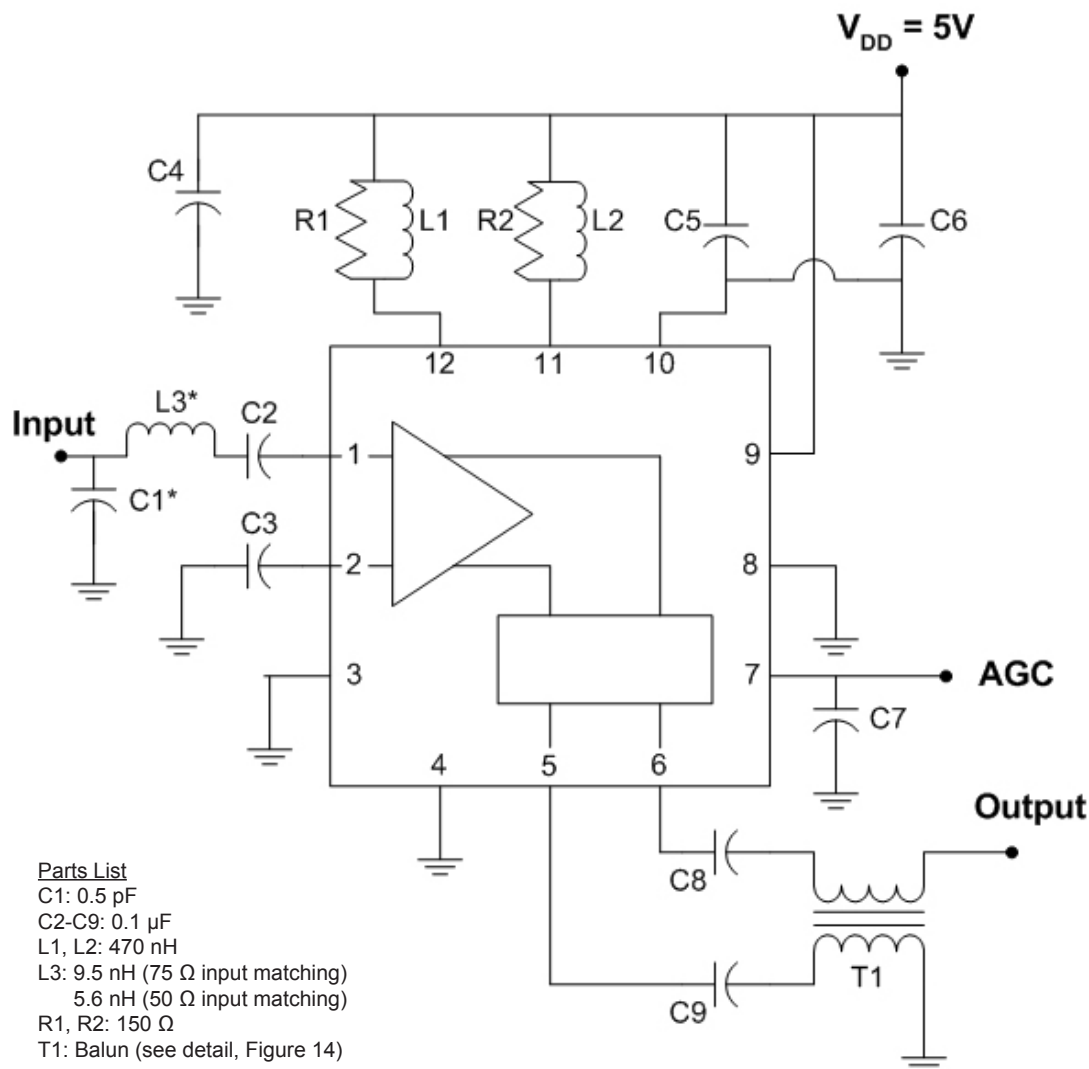 V_DD = 5V
C4
R1
L1
R2
L2
C5
C6
12
11
10
Input
L3*
C2
1
9
C1*
C3
2
8
3
7
AGC
C7
4
5
6
Output
C8
T1
C9
Parts List
C1: 0.5 pF
C2-C9: 0.1 µF
L1, L2: 470 nH
L3: 9.5 nH (75 Ω input matching)
5.6 nH (50 Ω input matching)
R1, R2: 150 Ω
T1: Balun (see detail, Figure 14)